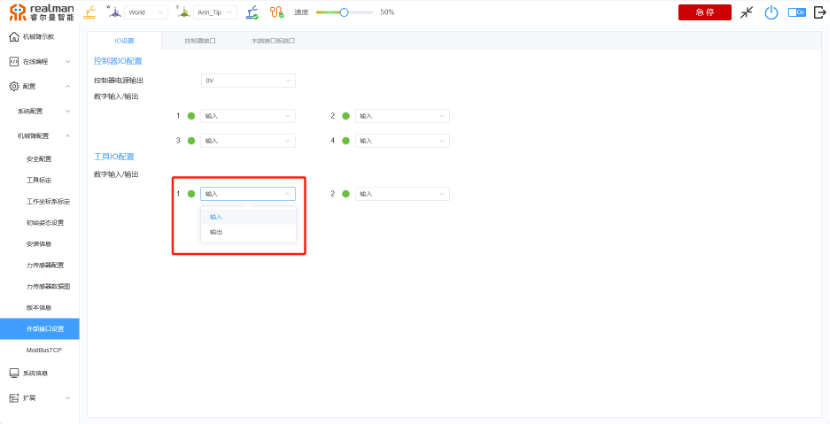 realman World Arm_Tip 速度 50% 急停 On
睿尔曼智能
机械臂示教
在线编程
配置
系统配置
机械臂配置
安全配置
工具标定
工作坐标系标定
初始姿态设置
安装信息
力传感器配置
力传感器数据图
版本信息
外部接口设置
ModBusTCP
系统信息
扩展
IO设置 控制器端口 末端接口板端口
控制器IO配置
控制器电源输出 0V
数字输入/输出
1 输入 2 输入
3 输入 4 输入
工具IO配置
数字输入/输出
1 输入 2 输入
输入
输出